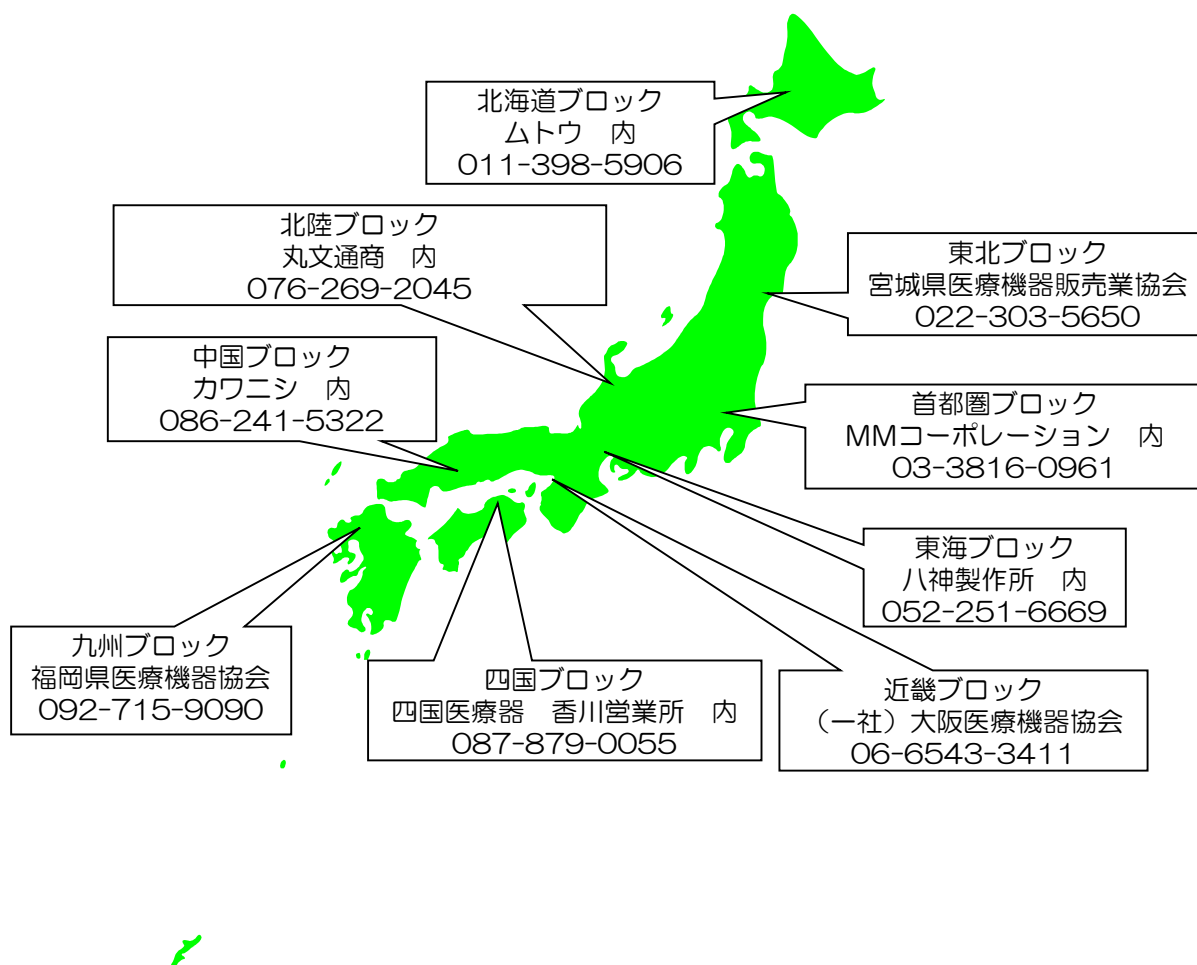 北海道ブロック
ムトウ　内
011-398-5906
北陸ブロック
丸文通商　内
076-269-2045
東北ブロック
宮城県医療機器販売業協会
022-303-5650
中国ブロック
カワニシ　内
086-241-5322
首都圏ブロック
MMコーポレーション　内
03-3816-0961
東海ブロック
八神製作所　内
052-251-6669
九州ブロック
福岡県医療機器協会
092-715-9090
四国ブロック
四国医療器　香川営業所　内
087-879-0055
近畿ブロック
（一社）大阪医療機器協会
06-6543-3411